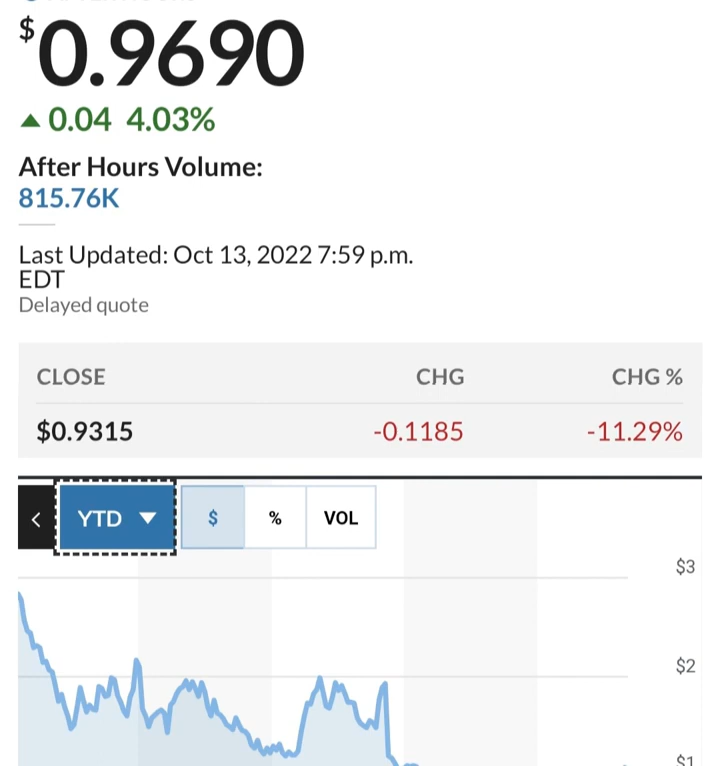 $0.9690
▲ 0.04 4.03%
After Hours Volume:
815.76K
Last Updated: Oct 13, 2022 7:59 p.m.
EDT
Delayed quote
CLOSE CHG CHG %
$0.9315 -0.1185 -11.29%
< YTD ▼ $ % VOL
$3
$2
$1